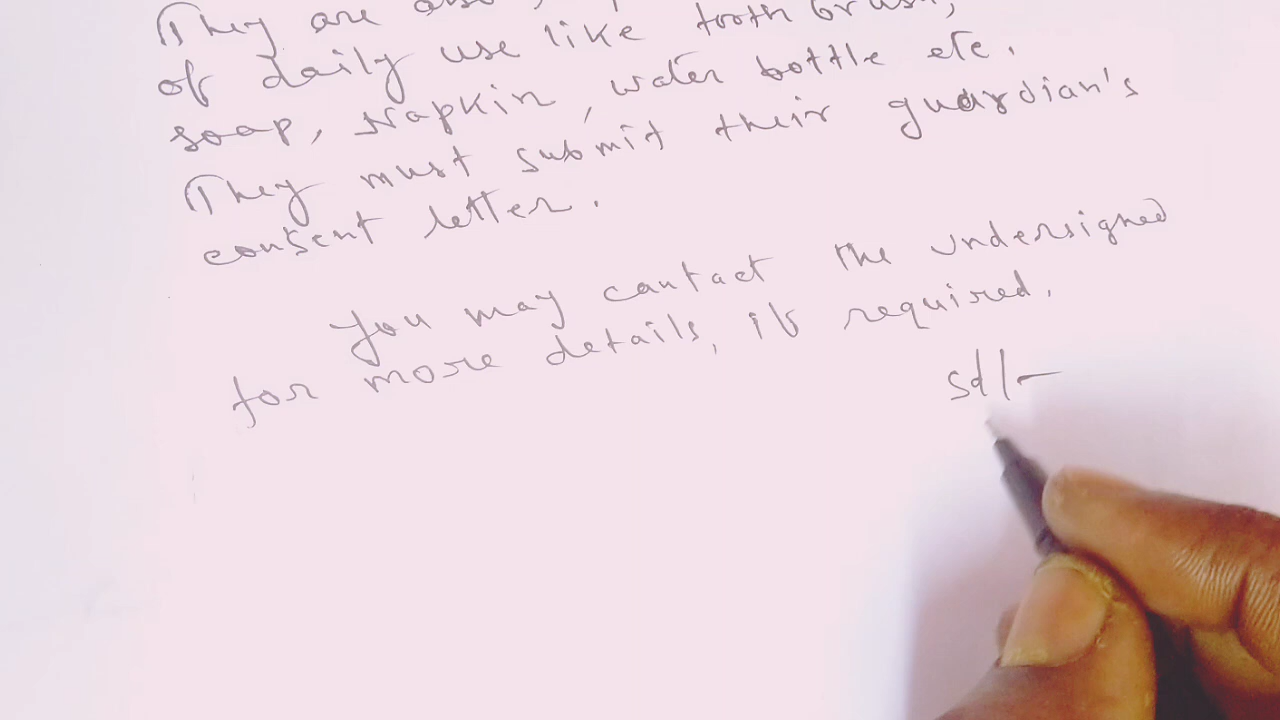 They are
of daily use like tooth brush,
soap, Napkin, water bottle etc.
They must submit their guardian's
consent letter.
You may contact the undersigned
for more details, if required.
sd/-